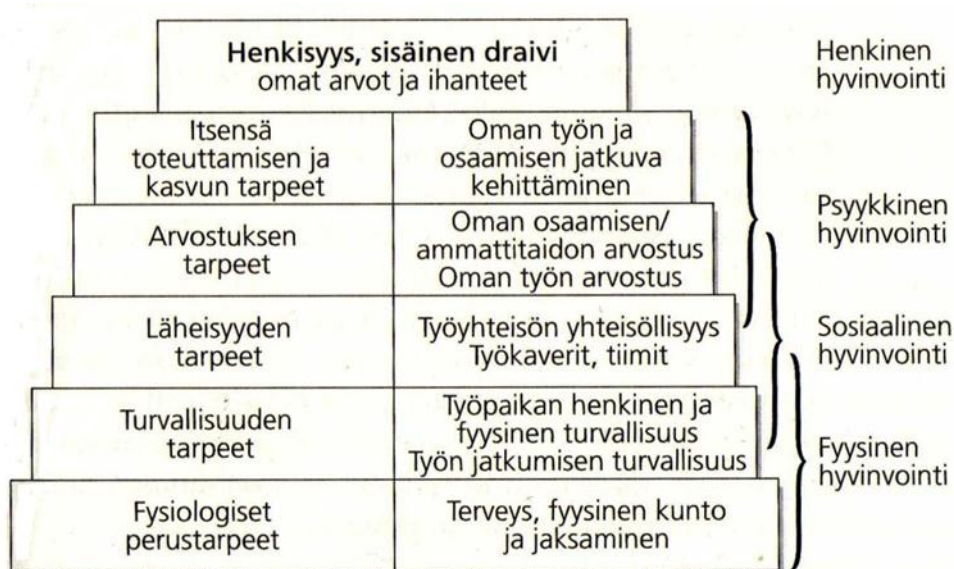 Henkisyys, sisäinen draivi
omat arvot ja ihanteet
Henkinen
hyvinvointi
Itsensä
toteuttamisen ja
kasvun tarpeet
Oman työn ja
osaamisen jatkuva
kehittäminen
Psyykkinen
hyvinvointi
Arvostuksen
tarpeet
Oman osaamisen/
ammattitaidon arvostus
Oman työn arvostus
Läheisyyden
tarpeet
Työyhteisön yhteisöllisyys
Työkaverit, tiimit
Sosiaalinen
hyvinvointi
Turvallisuuden
tarpeet
Työpaikan henkinen ja
fyysinen turvallisuus
Työn jatkumisen turvallisuus
Fyysinen
hyvinvointi
Fysiologiset
perustarpeet
Terveys, fyysinen kunto
ja jaksaminen